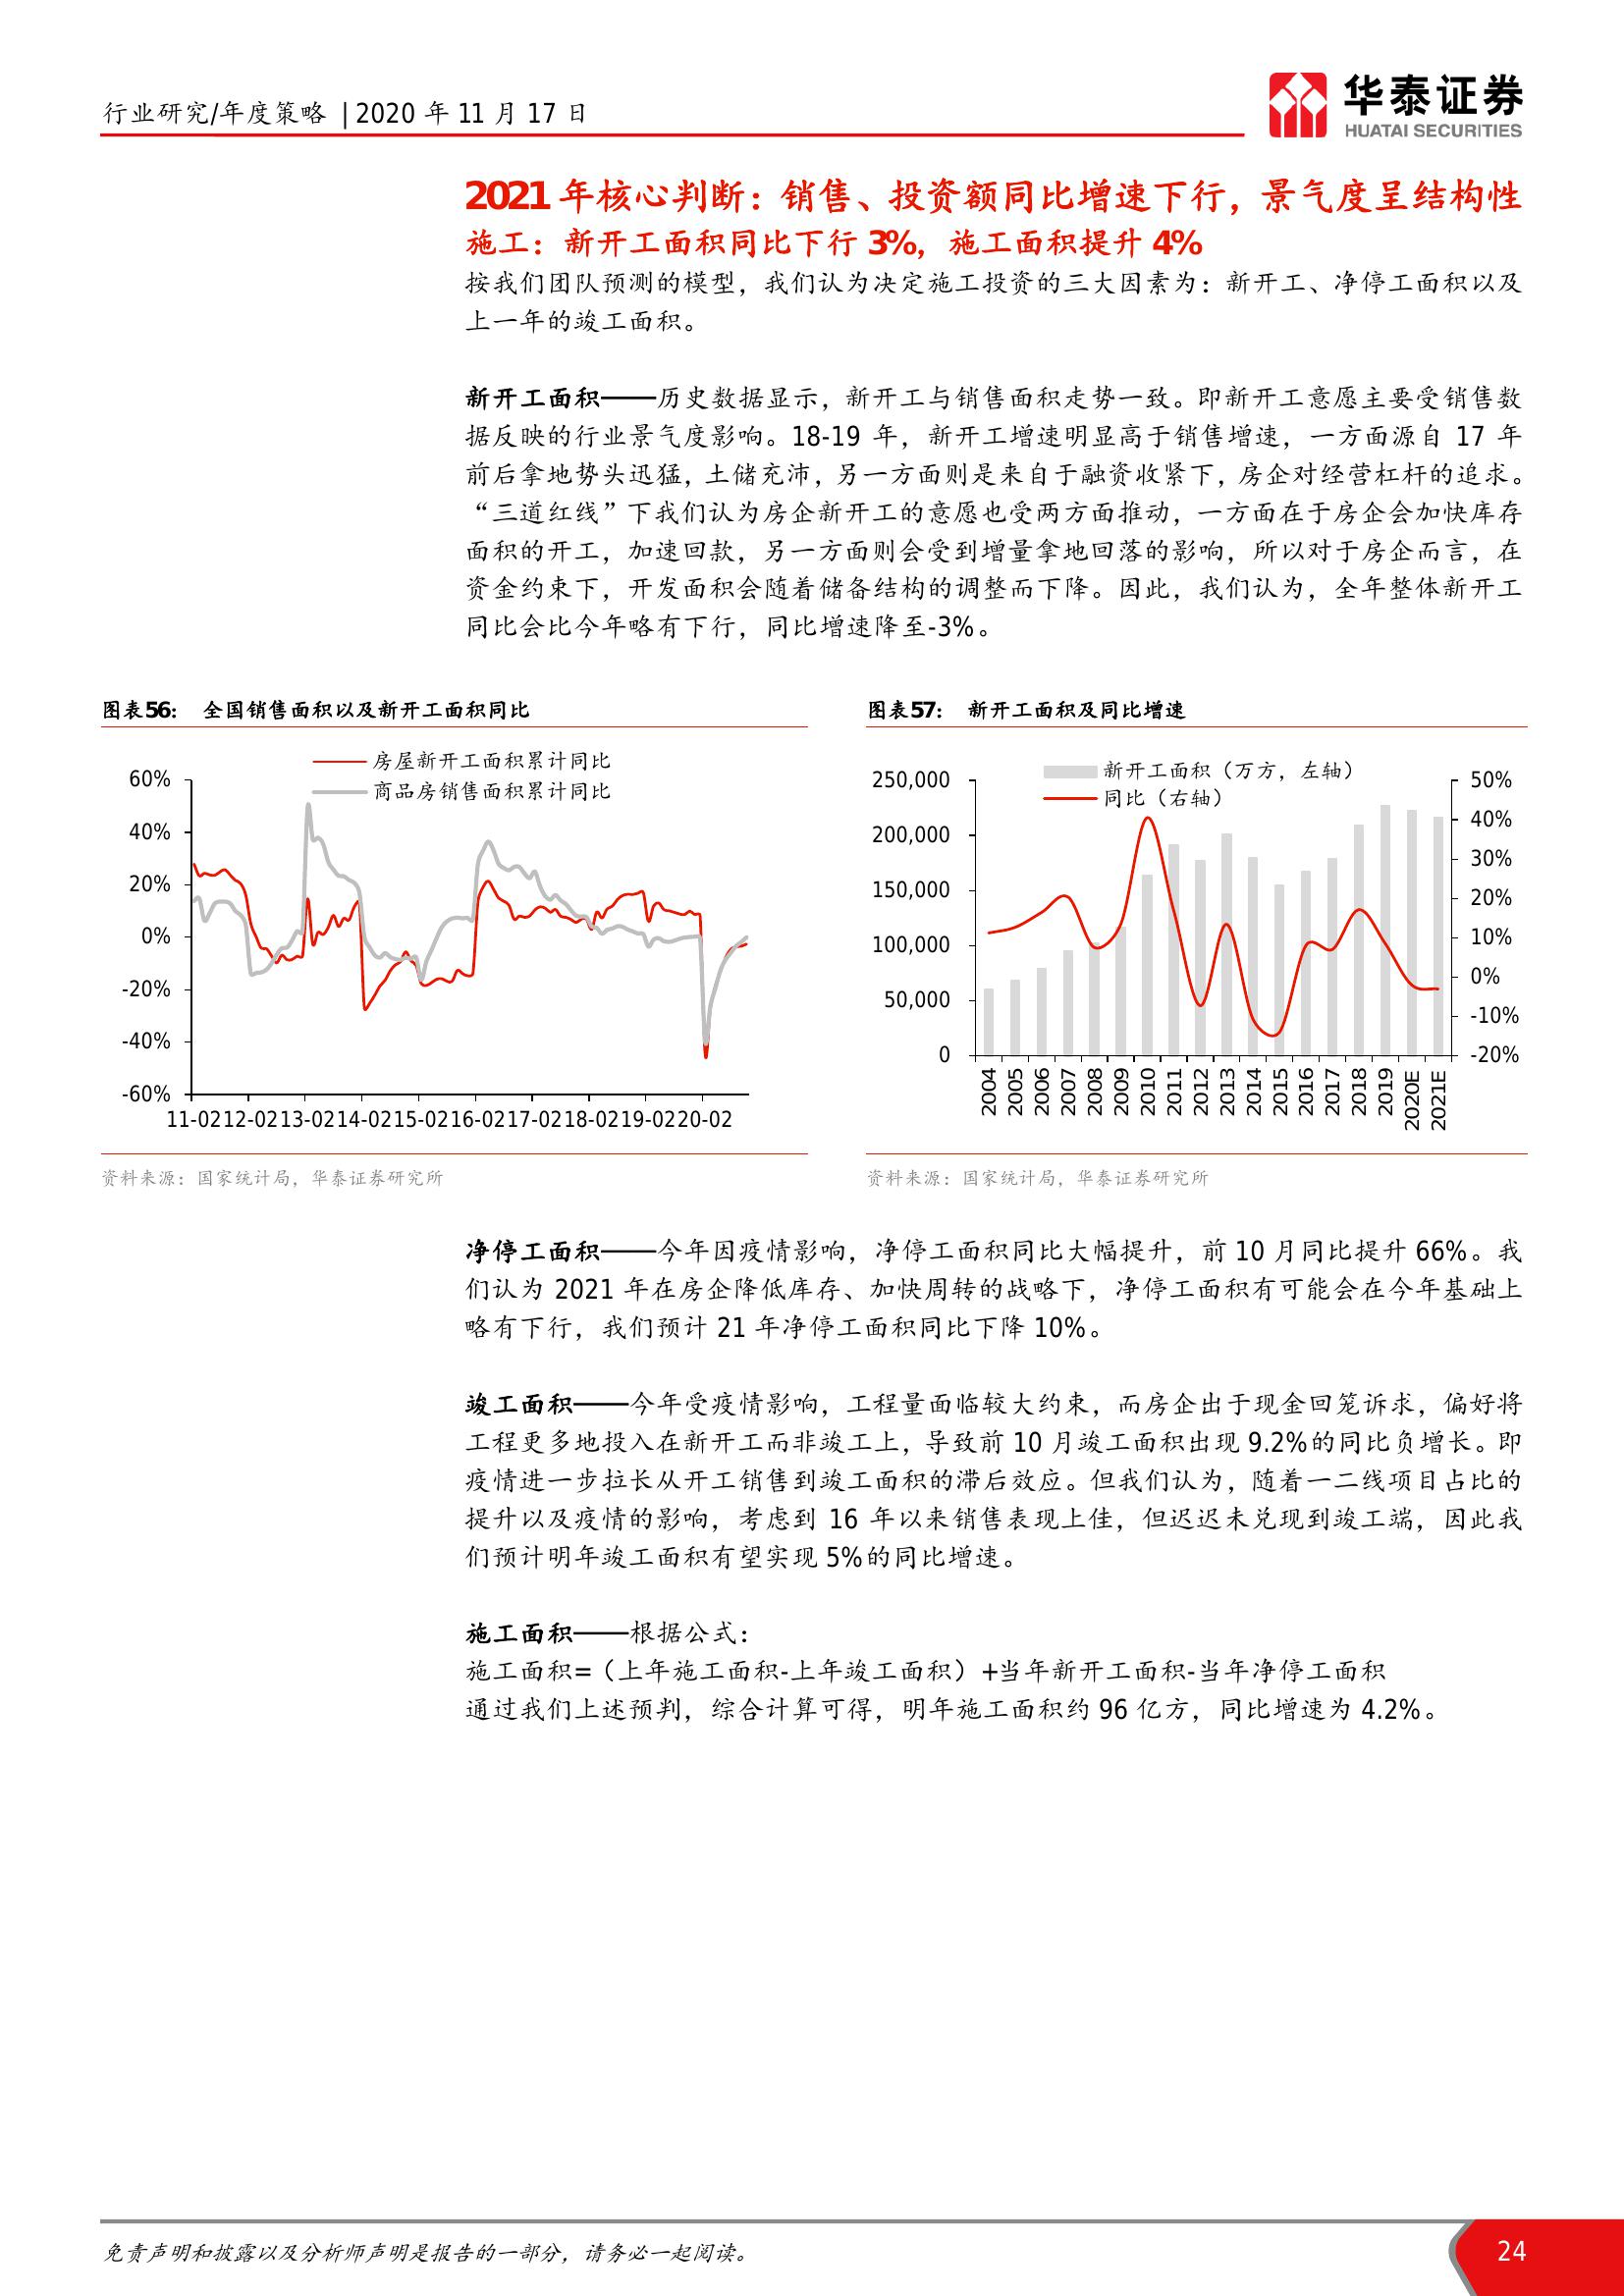 行业研究/年度策略 | 2020 年 11 月 17 日
华泰证券
HUATAI SECURITIES
2021 年核心判断：销售、投资额同比增速下行，景气度呈结构性
施工：新开工面积同比下行 3%，施工面积提升 4%
按我们团队预测的模型，我们认为决定施工投资的三大因素为：新开工、净停工面积以及
上一年的竣工面积。
新开工面积——历史数据显示，新开工与销售面积走势一致。即新开工意愿主要受销售数
据反映的行业景气度影响。18-19 年，新开工增速明显高于销售增速，一方面源自 17 年
前后拿地势头迅猛，土储充沛，另一方面则是来自于融资收紧下，房企对经营杠杆的追求。
“三道红线”下我们认为房企新开工的意愿也受两方面推动，一方面在于房企会加快库存
面积的开工，加速回款，另一方面则会受到增量拿地回落的影响，所以对于房企而言，在
资金约束下，开发面积会随着储备结构的调整而下降。因此，我们认为，全年整体新开工
同比会比今年略有下行，同比增速降至-3%。
图表56： 全国销售面积以及新开工面积同比
房屋新开工面积累计同比
商品房销售面积累计同比
60%
40%
20%
0%
-20%
-40%
-60%
11-02 12-02 13-02 14-02 15-02 16-02 17-02 18-02 19-02 20-02
资料来源：国家统计局，华泰证券研究所
图表57： 新开工面积及同比增速
新开工面积（万方，左轴）
同比（右轴）
250,000
200,000
150,000
100,000
50,000
0
50%
40%
30%
20%
10%
0%
-10%
-20%
2004 2005 2006 2007 2008 2009 2010 2011 2012 2013 2014 2015 2016 2017 2018 2019 2020E 2021E
资料来源：国家统计局，华泰证券研究所
净停工面积——今年因疫情影响，净停工面积同比大幅提升，前 10 月同比提升 66%。我
们认为 2021 年在房企降低库存、加快周转的战略下，净停工面积有可能会在今年基础上
略有下行，我们预计 21 年净停工面积同比下降 10%。
竣工面积——今年受疫情影响，工程量面临较大约束，而房企出于现金回笼诉求，偏好将
工程更多地投入在新开工而非竣工上，导致前 10 月竣工面积出现 9.2%的同比负增长。即
疫情进一步拉长从开工销售到竣工面积的滞后效应。但我们认为，随着一二线项目占比的
提升以及疫情的影响，考虑到 16 年以来销售表现上佳，但迟迟未兑现到竣工端，因此我
们预计明年竣工面积有望实现 5%的同比增速。
施工面积——根据公式：
施工面积=（上年施工面积-上年竣工面积）+当年新开工面积-当年净停工面积
通过我们上述预判，综合计算可得，明年施工面积约 96 亿方，同比增速为 4.2%。
免责声明和披露以及分析师声明是报告的一部分，请务必一起阅读。
24